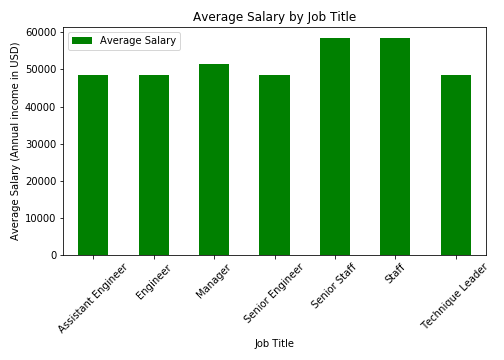 Average Salary by Job Title
Average Salary
Average Salary (Annual income in USD)
60000
50000
40000
30000
20000
10000
0
Assistant Engineer
Engineer
Manager
Senior Engineer
Senior Staff
Staff
Technique Leader
Job Title